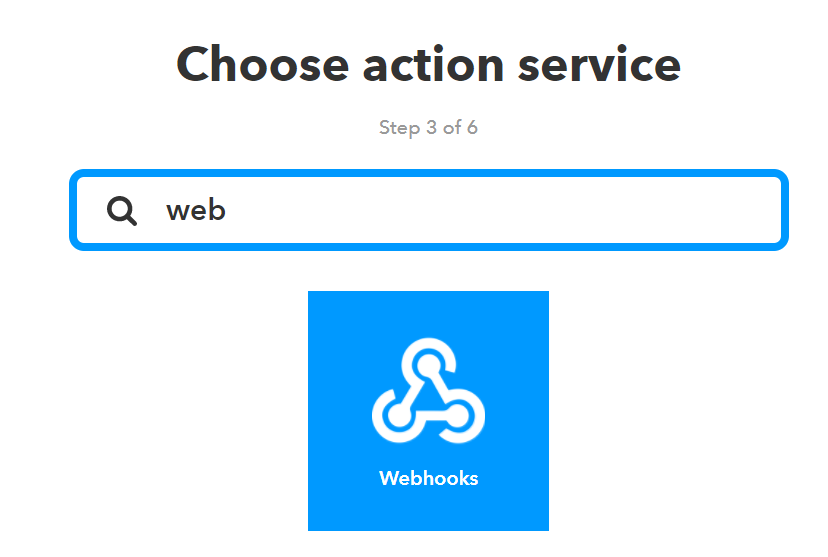 Choose action service
Step 3 of 6
web
Webhooks